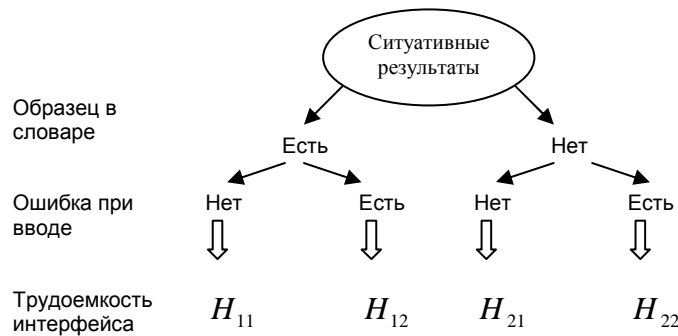 Ситуативные
результаты
Образец в
словаре
Есть
Нет
Ошибка при
вводе
Нет
Есть
Нет
Есть
Трудоемкость
интерфейса
H11
H12
H21
H22